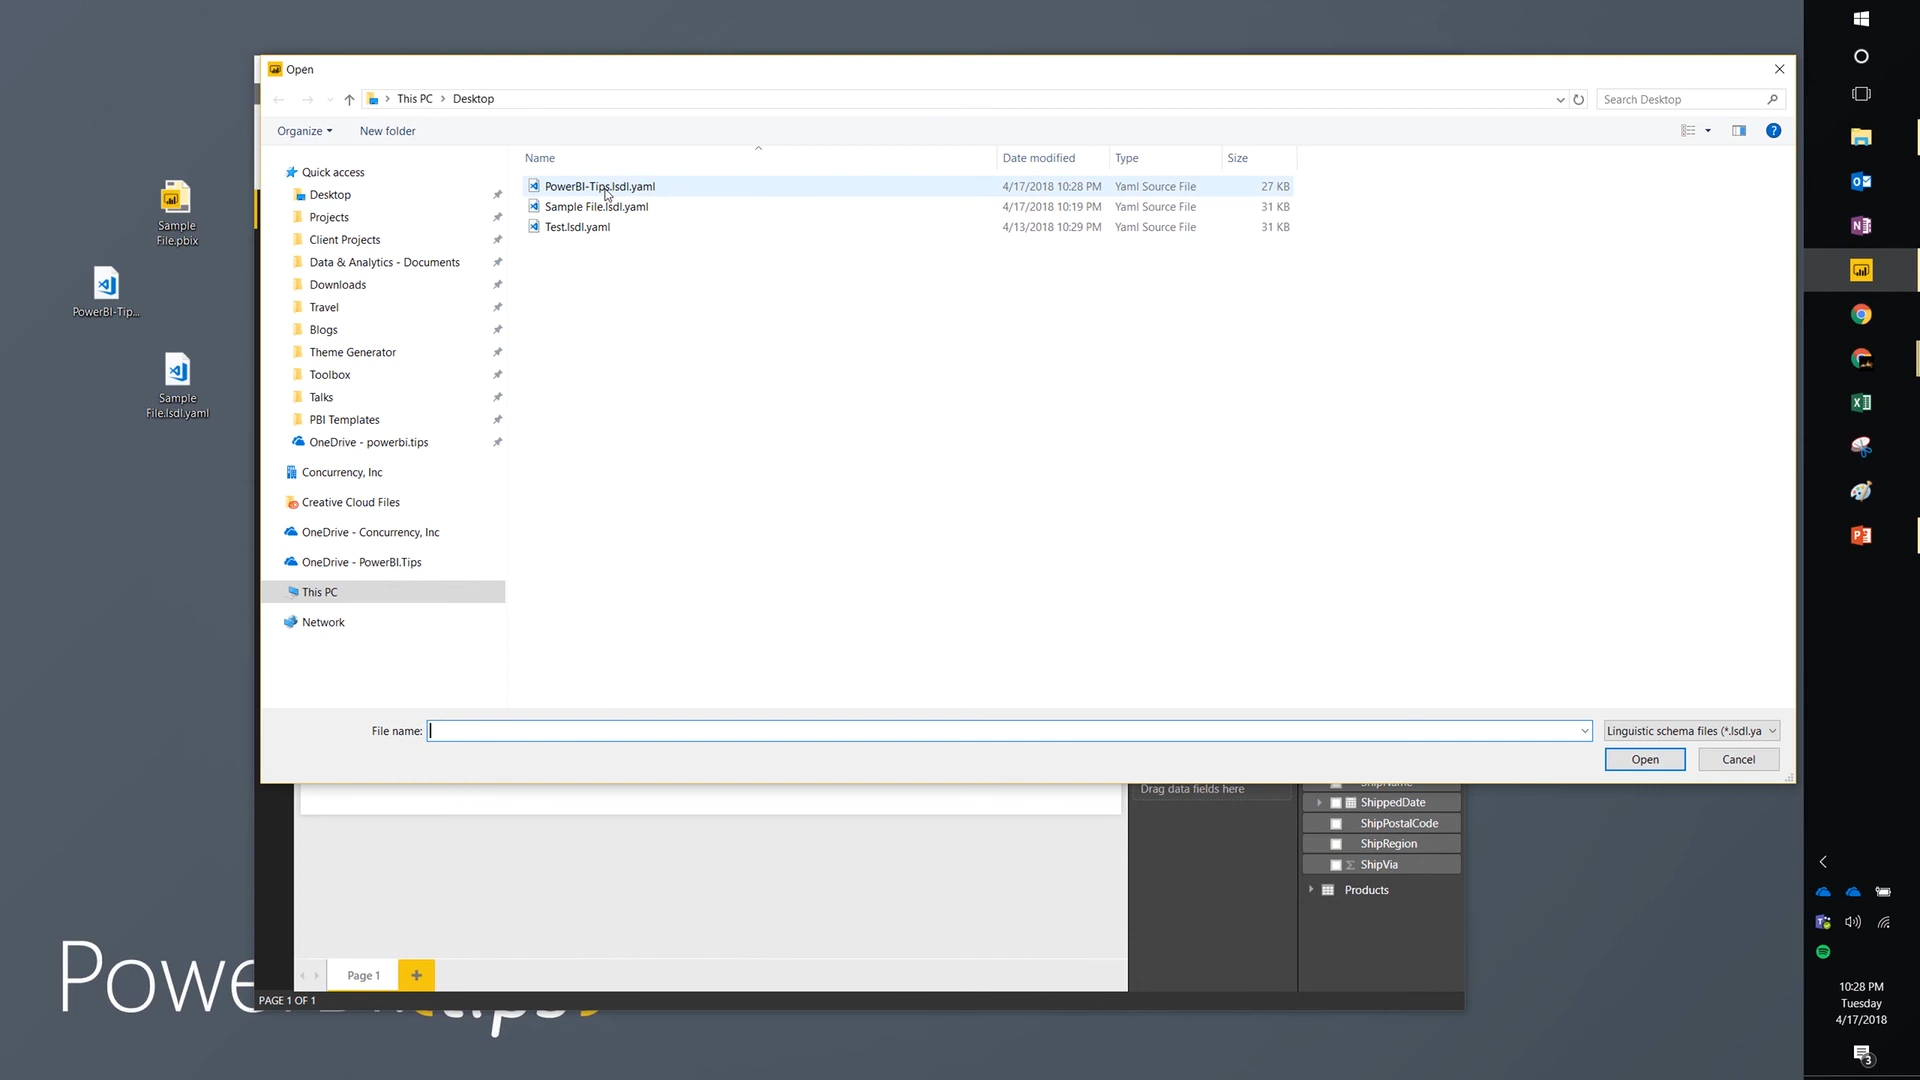 Open
This PC > Desktop
Search Desktop
Organize
New folder
Name
Date modified
Type
Size
Quick access
Desktop
Projects
Client Projects
Data & Analytics - Documents
Downloads
Travel
Blogs
Theme Generator
Toolbox
Talks
PBI Templates
OneDrive - powerbi.tips
Concurrency, Inc
Creative Cloud Files
OneDrive - Concurrency, Inc
OneDrive - PowerBI.Tips
This PC
Network
PowerBI-Tips.lsdl.yaml 4/17/2018 10:28 PM Yaml Source File 27 KB
Sample File.lsdl.yaml 4/17/2018 10:19 PM Yaml Source File 31 KB
Test.lsdl.yaml 4/13/2018 10:29 PM Yaml Source File 31 KB
File name:
Linguistic schema files (*.lsdl.ya
Open
Cancel
Sample
File.pbix
PowerBI-Tip...
Sample
File.lsdl.yaml
Drag data fields here
ShipName
ShippedDate
ShipPostalCode
ShipRegion
ShipVia
Products
Page 1
PAGE 1 OF 1
10:28 PM
Tuesday
4/17/2018
3